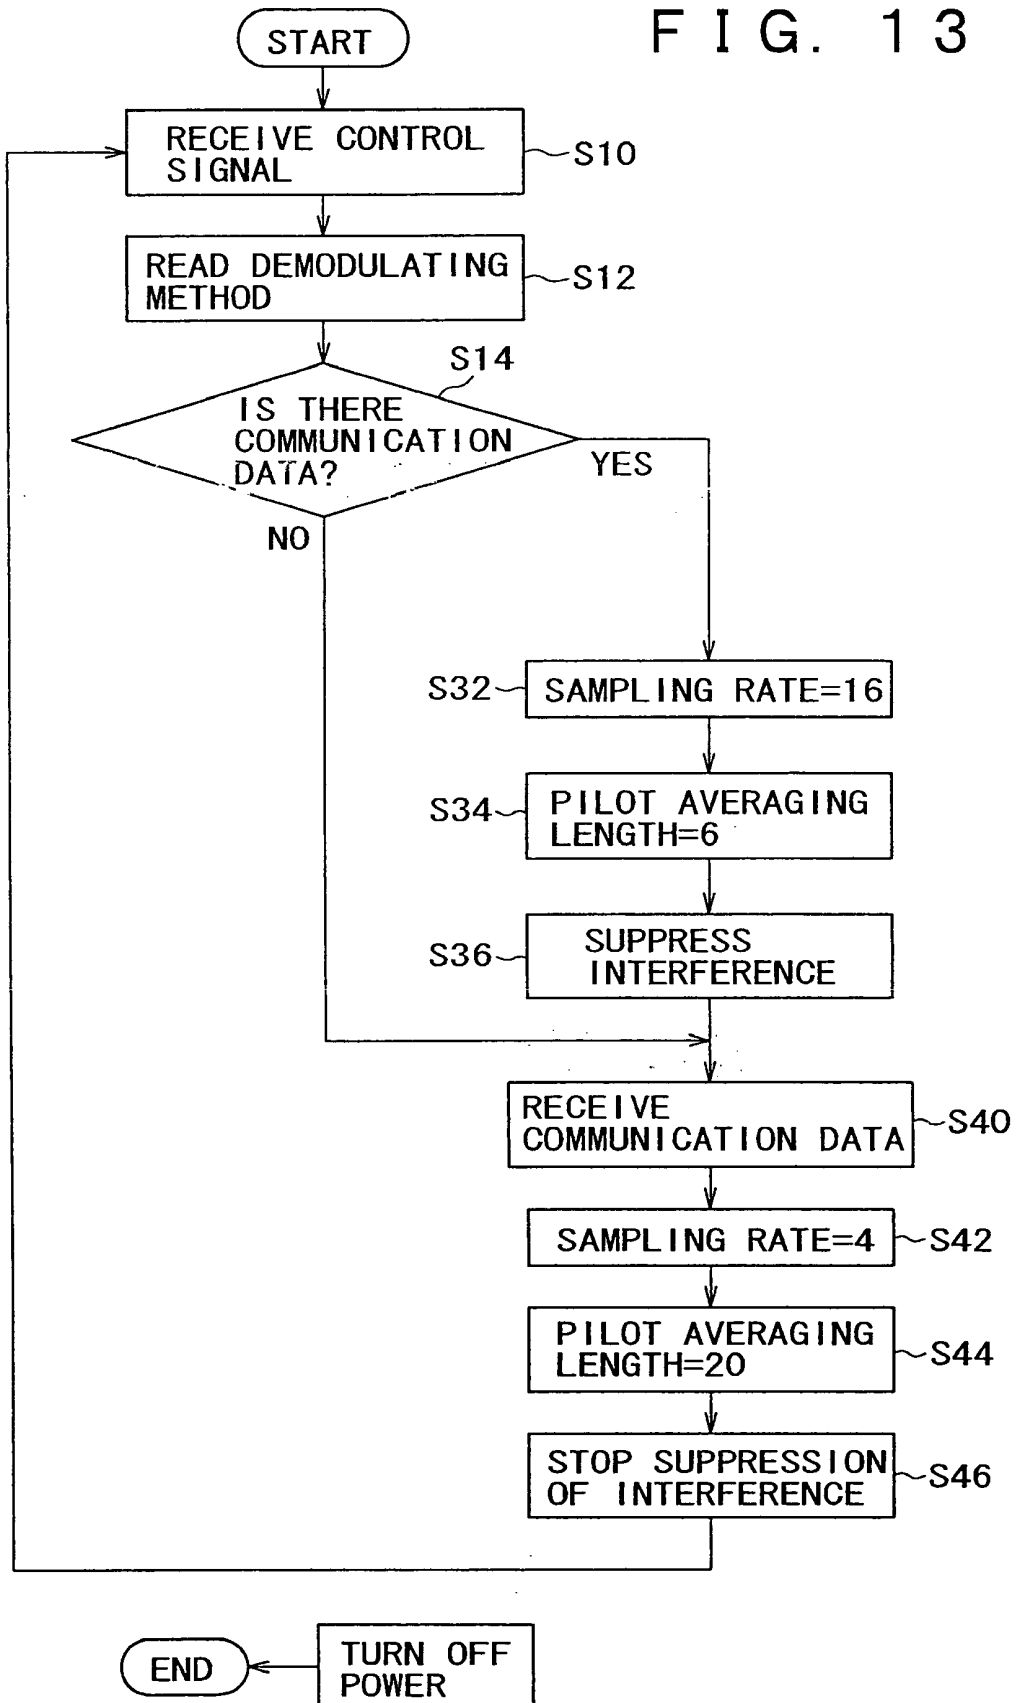 FIG. 13
START
RECEIVE CONTROL
SIGNAL
S10
READ DEMODULATING
METHOD
S12
S14
IS THERE
COMMUNICATION
DATA?
YES
NO
S32
SAMPLING RATE=16
S34
PILOT AVERAGING
LENGTH=6
S36
SUPPRESS
INTERFERENCE
RECEIVE
COMMUNICATION DATA
S40
SAMPLING RATE=4
S42
PILOT AVERAGING
LENGTH=20
S44
STOP SUPPRESSION
OF INTERFERENCE
S46
END
TURN OFF
POWER